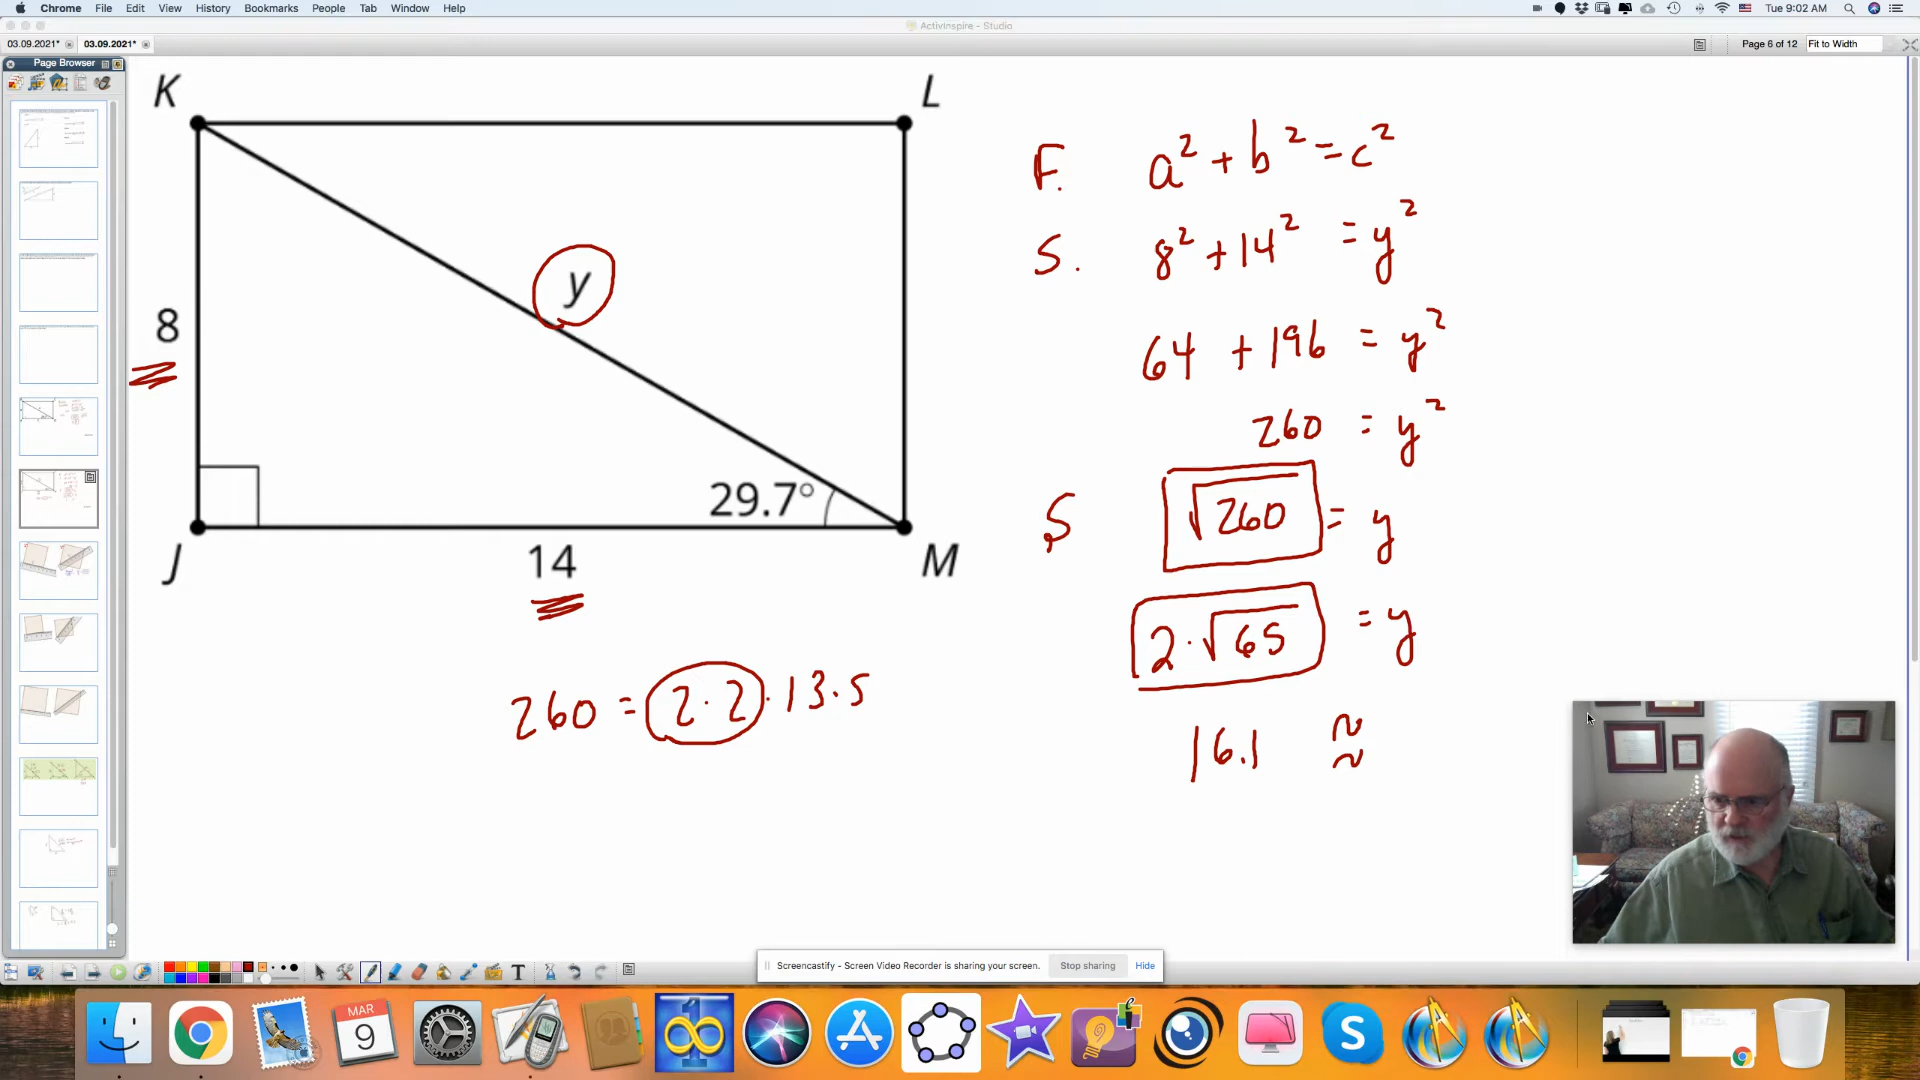 Chrome File Edit View History Bookmarks People Tab Window Help Tue 9:02 AM
ActivInspire - Studio
03.09.2021* 03.09.2021* Page 6 of 12 Fit to Width
Page Browser
K
L
8
y
29.7°
J
14
M
260 = 2·2·13·5
F. a² + b² = c²
S. 8² + 14² = y²
64 + 196 = y²
260 = y²
S √260 = y
2·√65 = y
16.1 ≈
Screencastify - Screen Video Recorder is sharing your screen. Stop sharing Hide
T
MAR
9
1
S